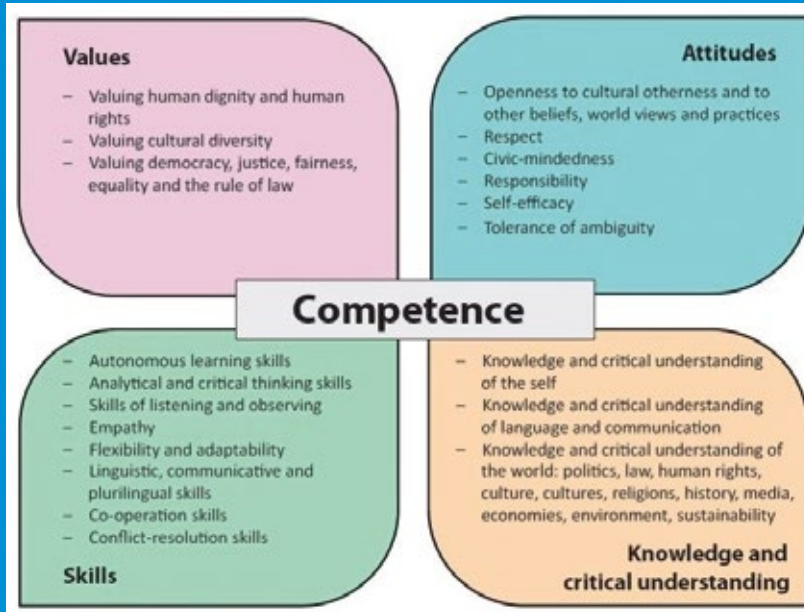 Values
– Valuing human dignity and human
rights
– Valuing cultural diversity
– Valuing democracy, justice, fairness,
equality and the rule of law
Attitudes
– Openness to cultural otherness and to
other beliefs, world views and practices
– Respect
– Civic-mindedness
– Responsibility
– Self-efficacy
– Tolerance of ambiguity
Competence
– Autonomous learning skills
– Analytical and critical thinking skills
– Skills of listening and observing
– Empathy
– Flexibility and adaptability
– Linguistic, communicative and
plurilingual skills
– Co-operation skills
– Conflict-resolution skills
Skills
– Knowledge and critical understanding
of the self
– Knowledge and critical understanding
of language and communication
– Knowledge and critical understanding of
the world: politics, law, human rights,
culture, cultures, religions, history, media,
economies, environment, sustainability
Knowledge and
critical understanding